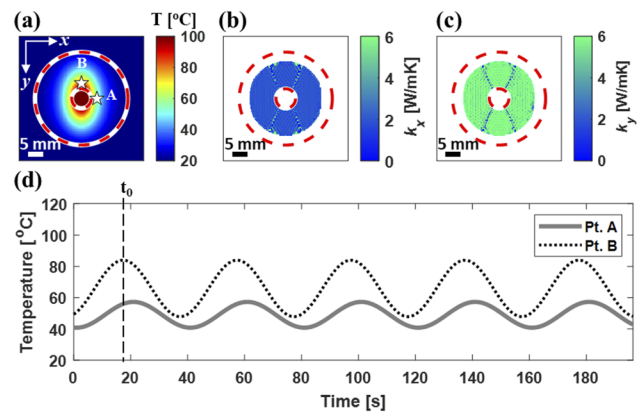 (a)
T [°C]
x
y
B
A
5 mm
100
80
60
40
20
(b)
5 mm
6
4
2
0
kx [W/mK]
(c)
5 mm
6
4
2
0
ky [W/mK]
(d)
t0
Temperature [°C]
120
100
80
60
40
20
Pt. A
Pt. B
0 20 40 60 80 100 120 140 160 180
Time [s]